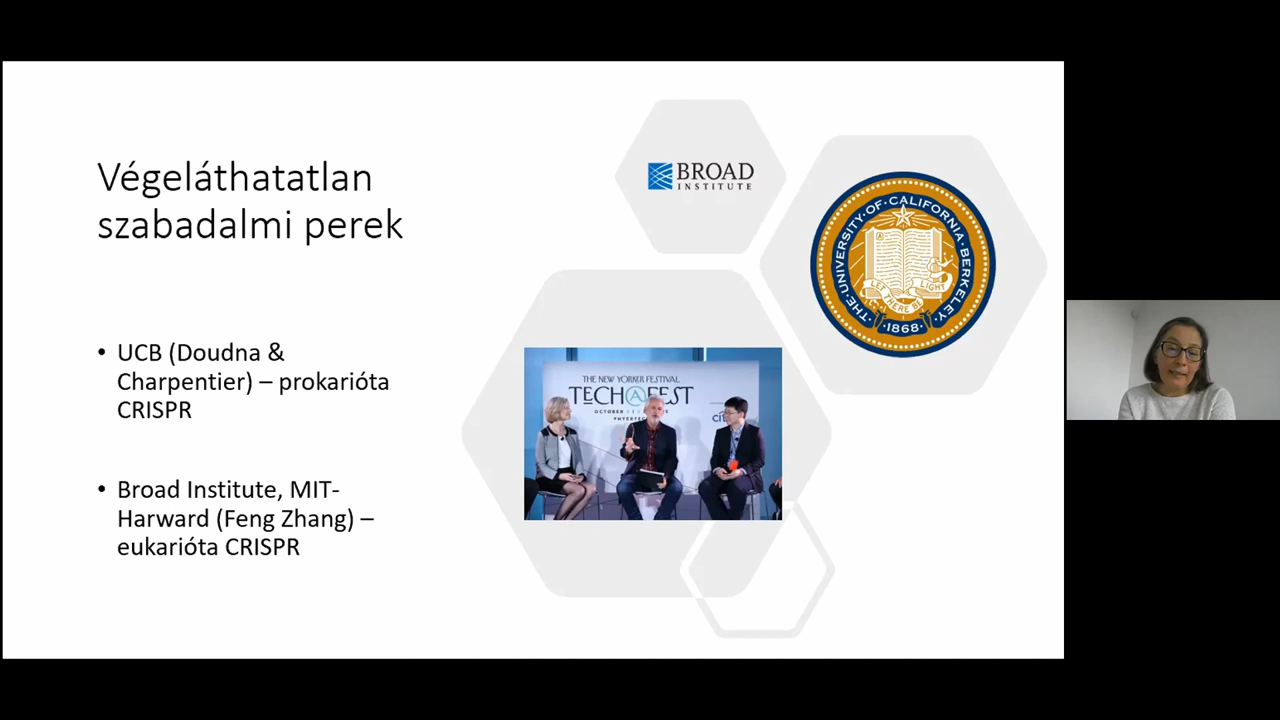 Végeláthatatlan
szabadalmi perek
• UCB (Doudna &
Charpentier) – prokarióta
CRISPR
• Broad Institute, MIT-
Harward (Feng Zhang) –
eukarióta CRISPR
BROAD
INSTITUTE
THE UNIVERSITY OF CALIFORNIA BERKELEY
LET THERE BE LIGHT
1868
THE NEW YORKER FESTIVAL
TECH@FEST
OCTOBER